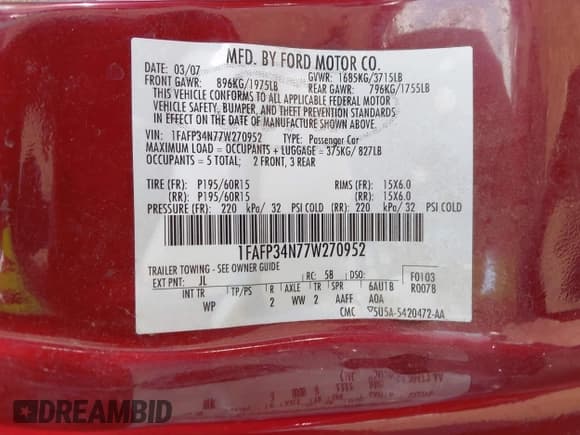 MFD. BY FORD MOTOR CO.
DATE: 03/07 GVWR: 1685KG/3715LB
FRONT GAWR: 896KG/1975LB REAR GAWR: 796KG/1755LB
THIS VEHICLE CONFORMS TO ALL APPLICABLE FEDERAL MOTOR
VEHICLE SAFETY, BUMPER, AND THEFT PREVENTION STANDARDS
IN EFFECT ON THE DATE OF MANUFACTURE SHOWN ABOVE.
VIN: 1FAFP34N77W270952 TYPE: Passenger Car
MAXIMUM LOAD = OCCUPANTS + LUGGAGE = 375KG/ 827LB
OCCUPANTS = 5 TOTAL; 2 FRONT, 3 REAR
TIRE (FR): P195/60R15 RIMS (FR): 15X6.0
(RR): P195/60R15 (RR): 15X6.0
PRESSURE (FR): 220 kPa/ 32 PSI COLD (RR): 220 kPa/ 32 PSI COLD
1FAFP34N77W270952
TRAILER TOWING - SEE OWNER GUIDE
EXT PNT: JL RC: 5B DSO: F0103
INT TR TP/PS R AXLE TR SPR 6AU1B R0078
WP 2 WW 2 AAFF A0A
CMC ▽5U5A-5420472-AA
DREAMBID